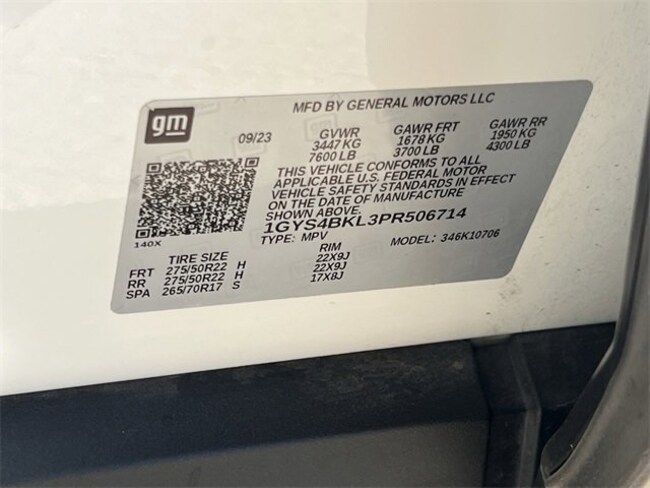 gm
MFD BY GENERAL MOTORS LLC
09/23 GVWR GAWR FRT GAWR RR
3447 KG 1678 KG 1950 KG
7600 LB 3700 LB 4300 LB
THIS VEHICLE CONFORMS TO ALL
APPLICABLE U.S. FEDERAL MOTOR
VEHICLE SAFETY STANDARDS IN EFFECT
ON THE DATE OF MANUFACTURE
SHOWN ABOVE.
1GYS4BKL3PR506714
140X
TYPE: MPV MODEL: 346K10706
TIRE SIZE RIM
FRT 275/50R22 H 22X9J
RR 275/50R22 H 22X9J
SPA 265/70R17 S 17X8J